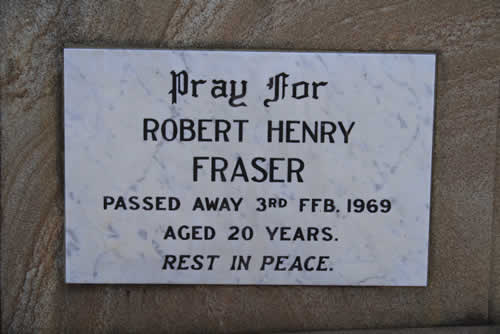 Pray For
ROBERT HENRY
FRASER
PASSED AWAY 3RD FFB. 1969
AGED 20 YEARS.
REST IN PEACE.